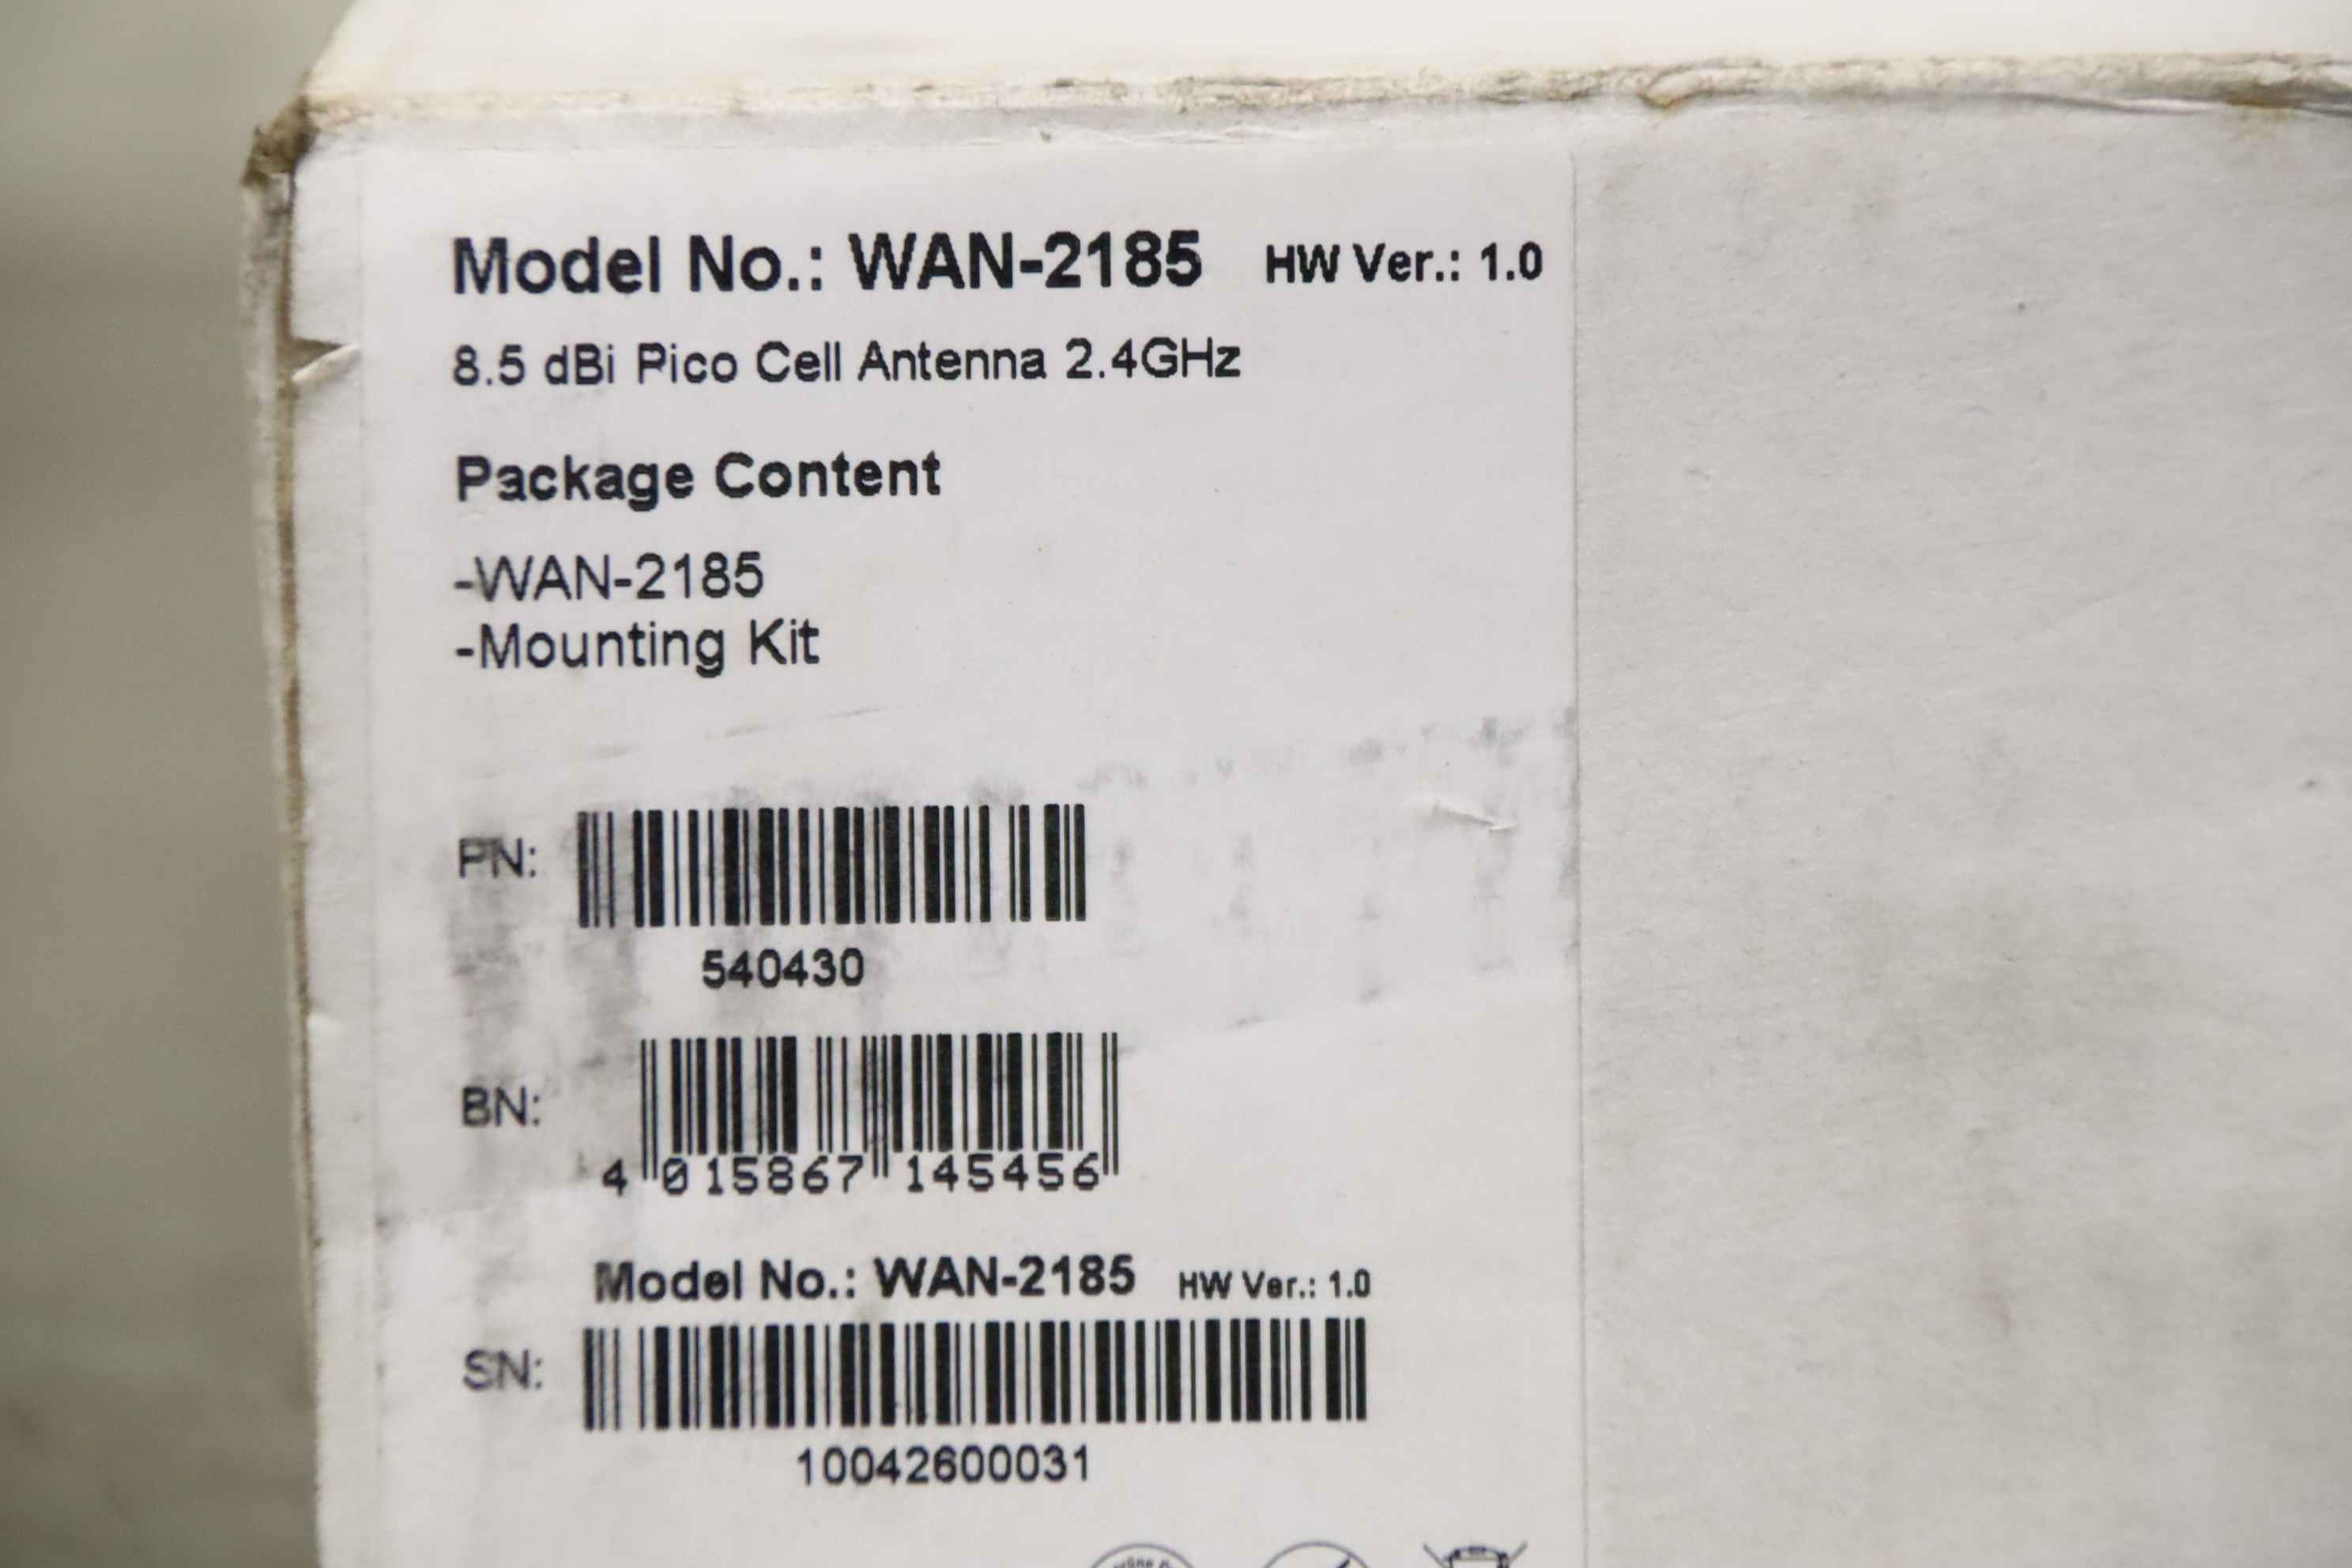 Model No.: WAN-2185 HW Ver.: 1.0
8.5 dBi Pico Cell Antenna 2.4GHz
Package Content
-WAN-2185
-Mounting Kit
PN:
540430
BN:
4 015867 145456
Model No.: WAN-2185 HW Ver.: 1.0
SN:
10042600031